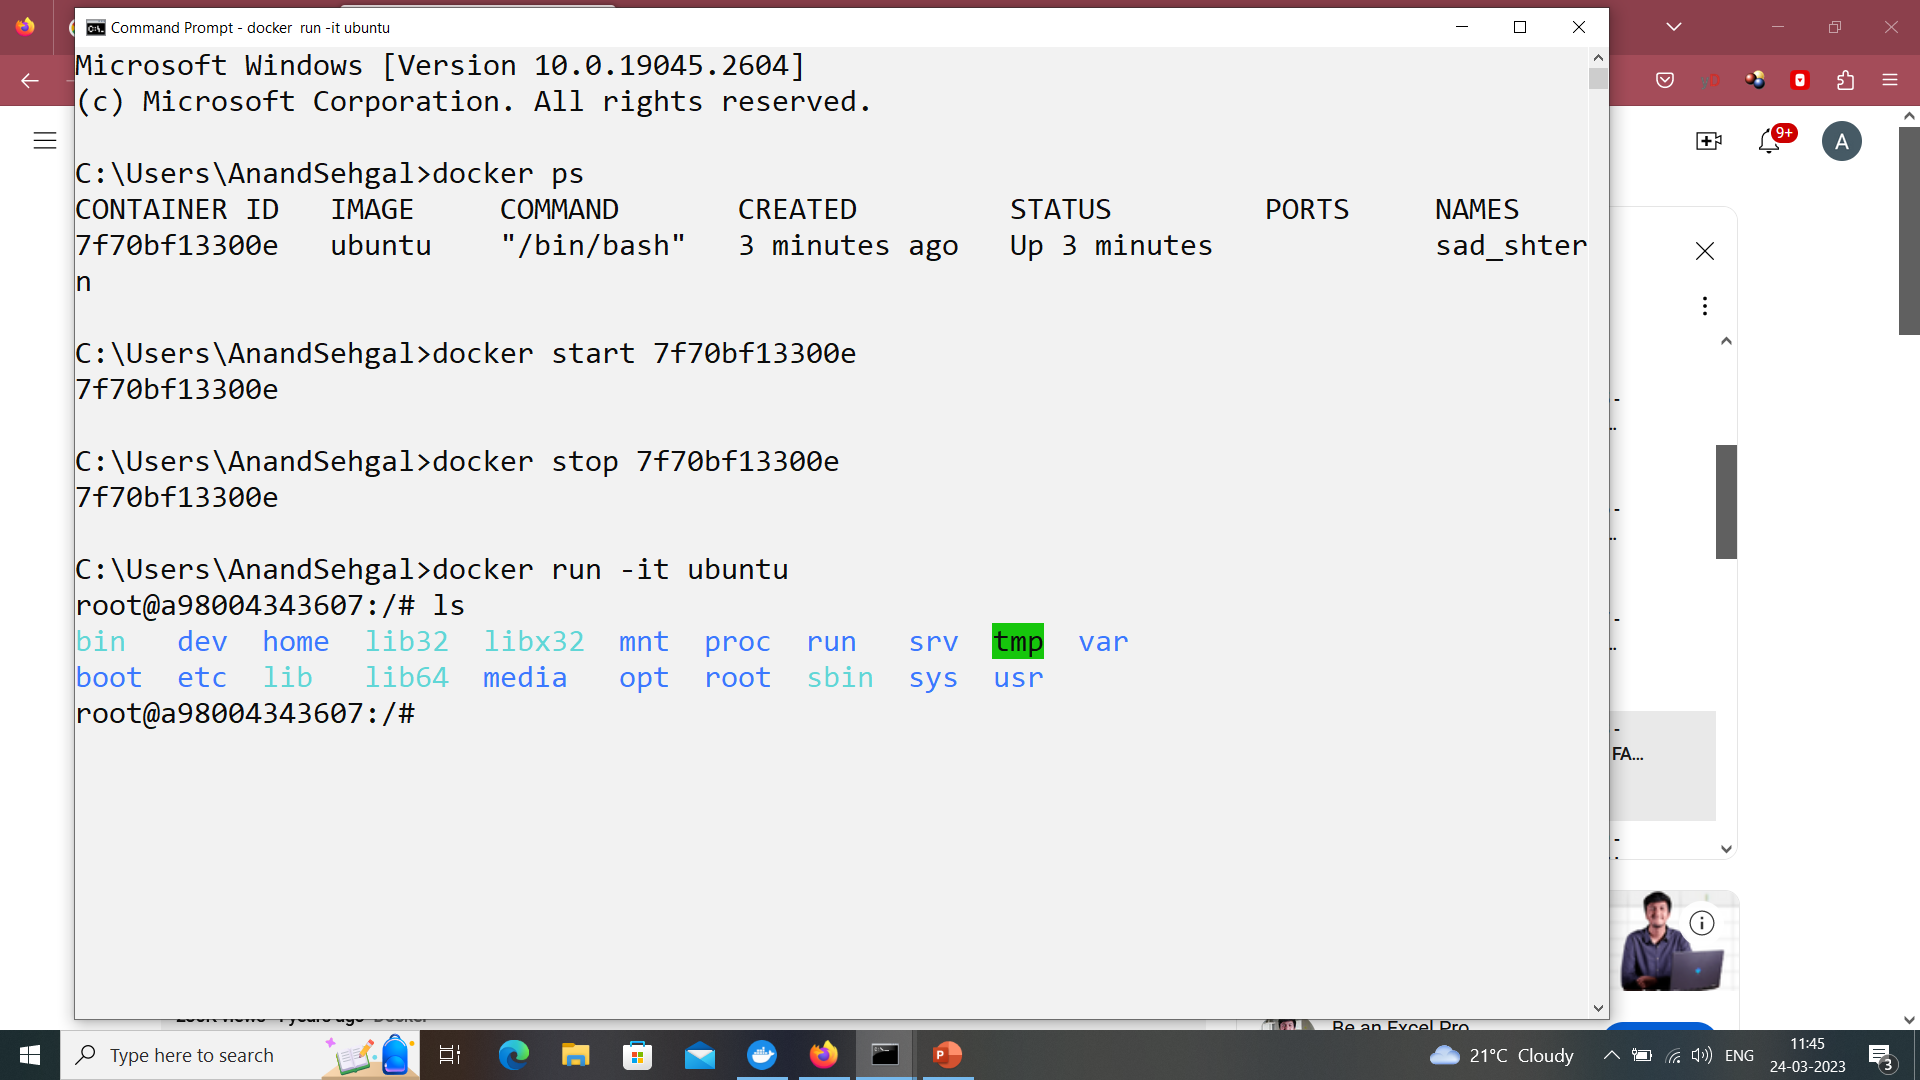 Command Prompt - docker  run -it ubuntu
Microsoft Windows [Version 10.0.19045.2604]
(c) Microsoft Corporation. All rights reserved.
C:\Users\AnandSehgal>docker ps
CONTAINER ID   IMAGE     COMMAND       CREATED         STATUS         PORTS     NAMES
7f70bf13300e   ubuntu    "/bin/bash"   3 minutes ago   Up 3 minutes             sad_shter
n
C:\Users\AnandSehgal>docker start 7f70bf13300e
7f70bf13300e
C:\Users\AnandSehgal>docker stop 7f70bf13300e
7f70bf13300e
C:\Users\AnandSehgal>docker run -it ubuntu
root@a98004343607:/# ls
bin   dev  home  lib32  libx32  mnt  proc  run   srv  tmp  var
boot  etc  lib   lib64  media   opt  root  sbin  sys  usr
root@a98004343607:/#
9+
A
-
..
-
..
-
..
-
FA...
-
Be an Excel Pro
Type here to search
21°C  Cloudy
ENG
11:45
24-03-2023
3